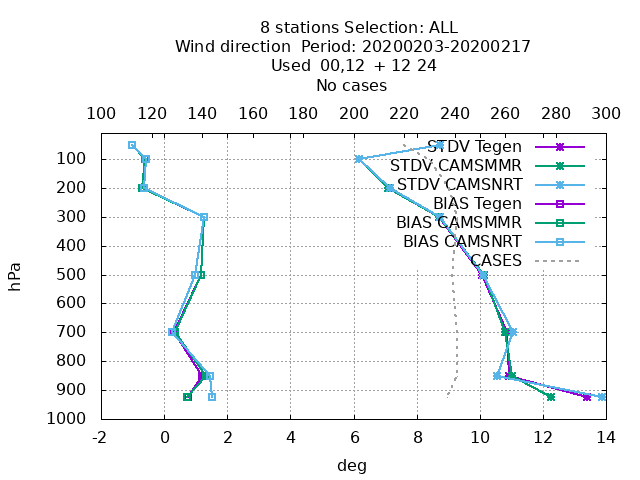 8 stations Selection: ALL
Wind direction  Period: 20200203-20200217
Used  00,12  + 12 24
No cases
100 120 140 160 180 200 220 240 260 280 300
STDV Tegen
STDV CAMSMMR
STDV CAMSNRT
BIAS Tegen
BIAS CAMSMMR
BIAS CAMSNRT
CASES
hPa
100
200
300
400
500
600
700
800
900
1000
-2 0 2 4 6 8 10 12 14
deg